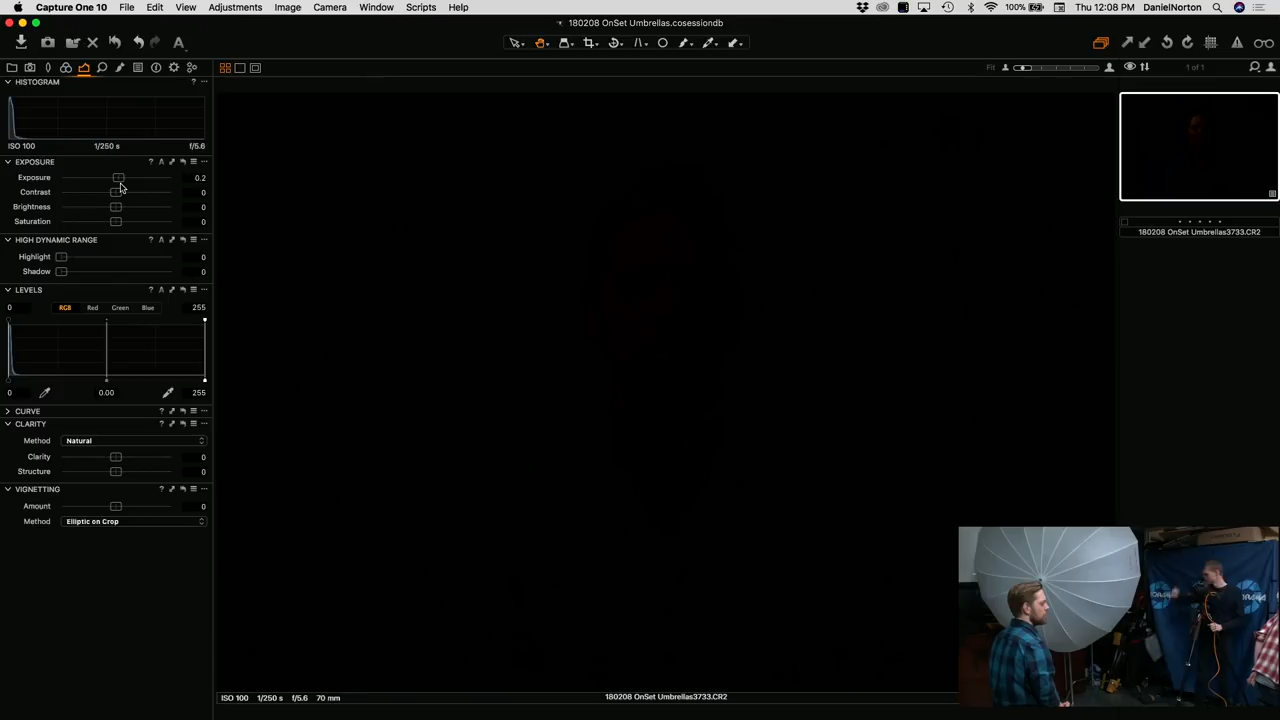 Capture One 10 File Edit View Adjustments Image Camera Window Scripts Help 100% Thu 12:08 PM DanielNorton
180208 OnSet Umbrellas.cosessiondb
Fit 1 of 1
HISTOGRAM ? ...
ISO 100 1/250 s f/5.6
EXPOSURE ? A ...
Exposure 0.2
Contrast 0
Brightness 0
Saturation 0
180208 OnSet Umbrellas3733.CR2
HIGH DYNAMIC RANGE ? A ...
Highlight 0
Shadow 0
LEVELS ? A ...
0 RGB Red Green Blue 255
0 0.00 255
CURVE ? ...
CLARITY ? ...
Method Natural
Clarity 0
Structure 0
VIGNETTING ? ...
Amount 0
Method Elliptic on Crop
ISO 100 1/250 s f/5.6 70 mm 180208 OnSet Umbrellas3733.CR2